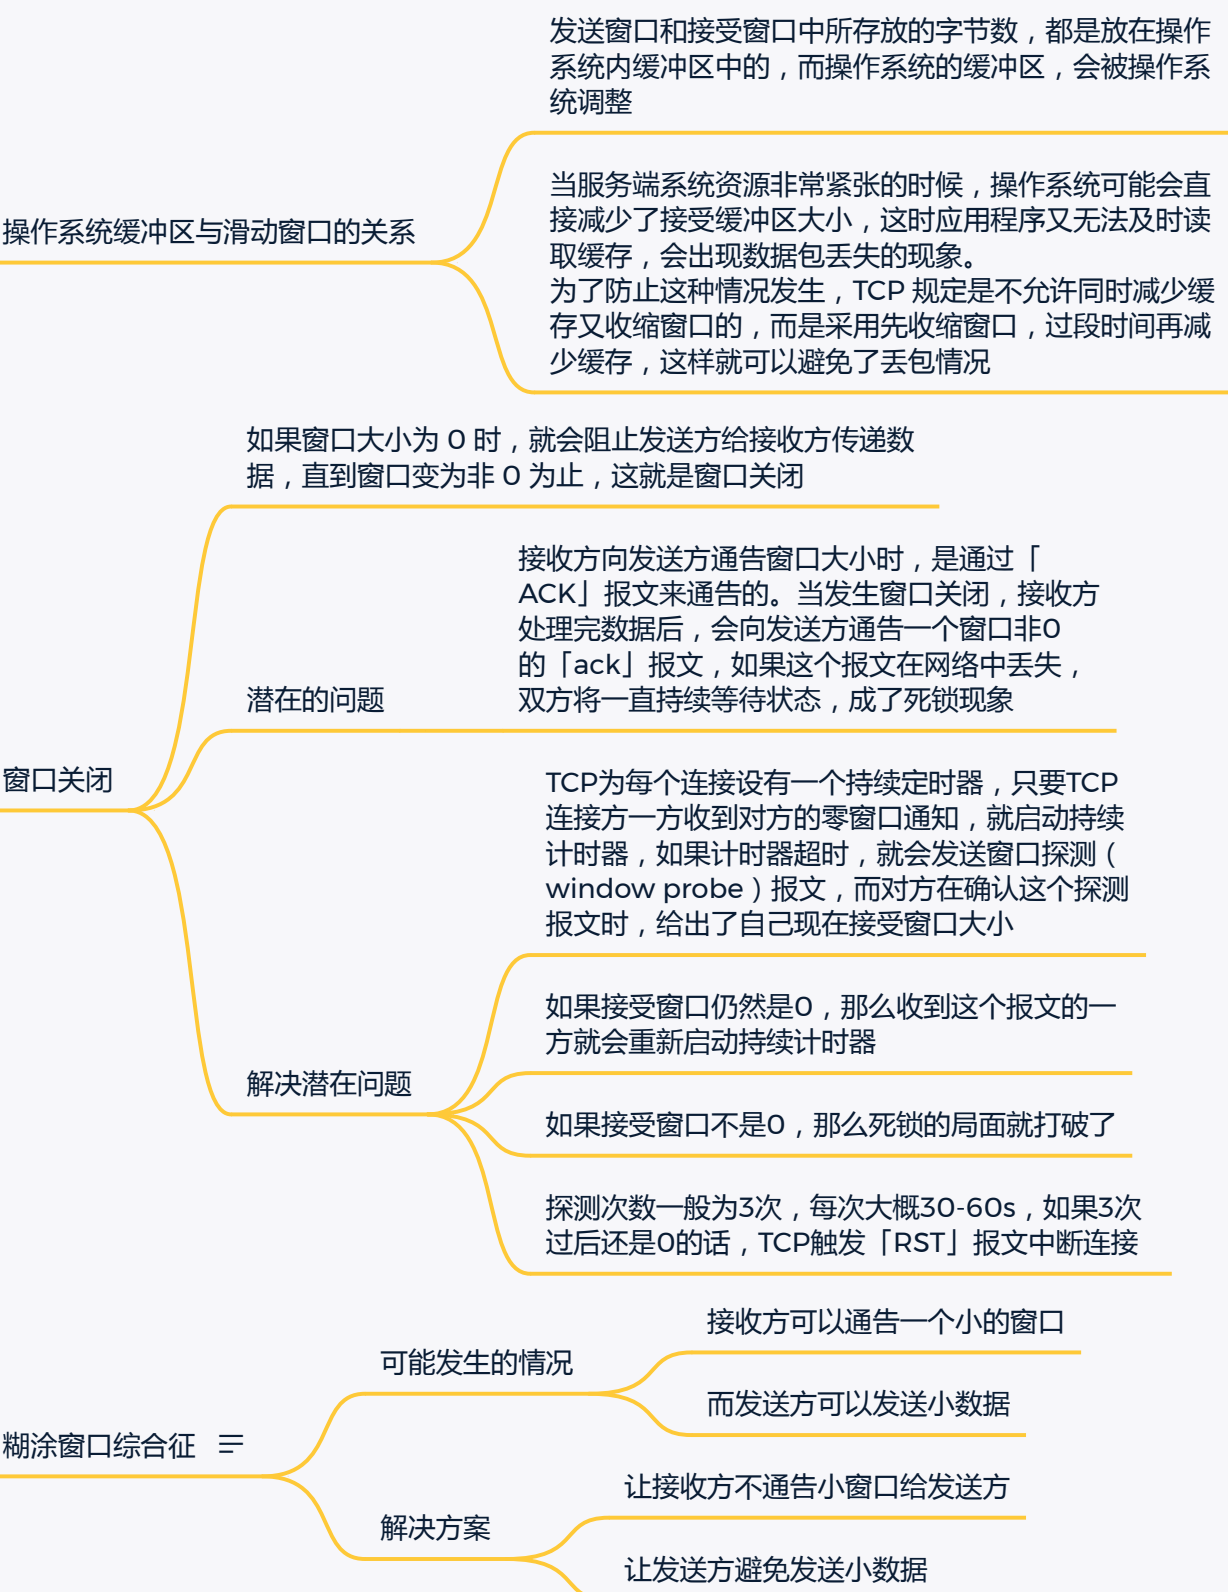 发送窗口和接受窗口中所存放的字节数，都是放在操作
系统内缓冲区中的，而操作系统的缓冲区，会被操作系
统调整
操作系统缓冲区与滑动窗口的关系
当服务端系统资源非常紧张的时候，操作系统可能会直
接减少了接受缓冲区大小，这时应用程序又无法及时读
取缓存，会出现数据包丢失的现象。
为了防止这种情况发生，TCP 规定是不允许同时减少缓
存又收缩窗口的，而是采用先收缩窗口，过段时间再减
少缓存，这样就可以避免了丢包情况
如果窗口大小为 0 时，就会阻止发送方给接收方传递数
据，直到窗口变为非 0 为止，这就是窗口关闭
窗口关闭
潜在的问题
接收方向发送方通告窗口大小时，是通过「
ACK」报文来通告的。当发生窗口关闭，接收方
处理完数据后，会向发送方通告一个窗口非0
的「ack」报文，如果这个报文在网络中丢失，
双方将一直持续等待状态，成了死锁现象
解决潜在问题
TCP为每个连接设有一个持续定时器，只要TCP
连接方一方收到对方的零窗口通知，就启动持续
计时器，如果计时器超时，就会发送窗口探测（
window probe）报文，而对方在确认这个探测
报文时，给出了自己现在接受窗口大小
如果接受窗口仍然是0，那么收到这个报文的一
方就会重新启动持续计时器
如果接受窗口不是0，那么死锁的局面就打破了
探测次数一般为3次，每次大概30-60s，如果3次
过后还是0的话，TCP触发「RST」报文中断连接
糊涂窗口综合征
可能发生的情况
接收方可以通告一个小的窗口
而发送方可以发送小数据
解决方案
让接收方不通告小窗口给发送方
让发送方避免发送小数据